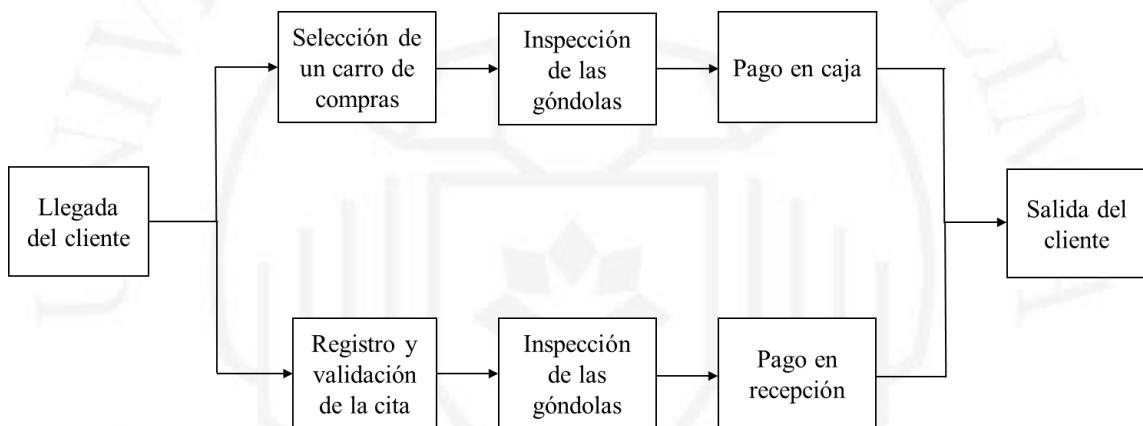 Selección de
un carro de
compras
Inspección
de las
góndolas
Pago en caja
Llegada
del cliente
Salida del
cliente
Registro y
validación
de la cita
Inspección
de las
góndolas
Pago en
recepción